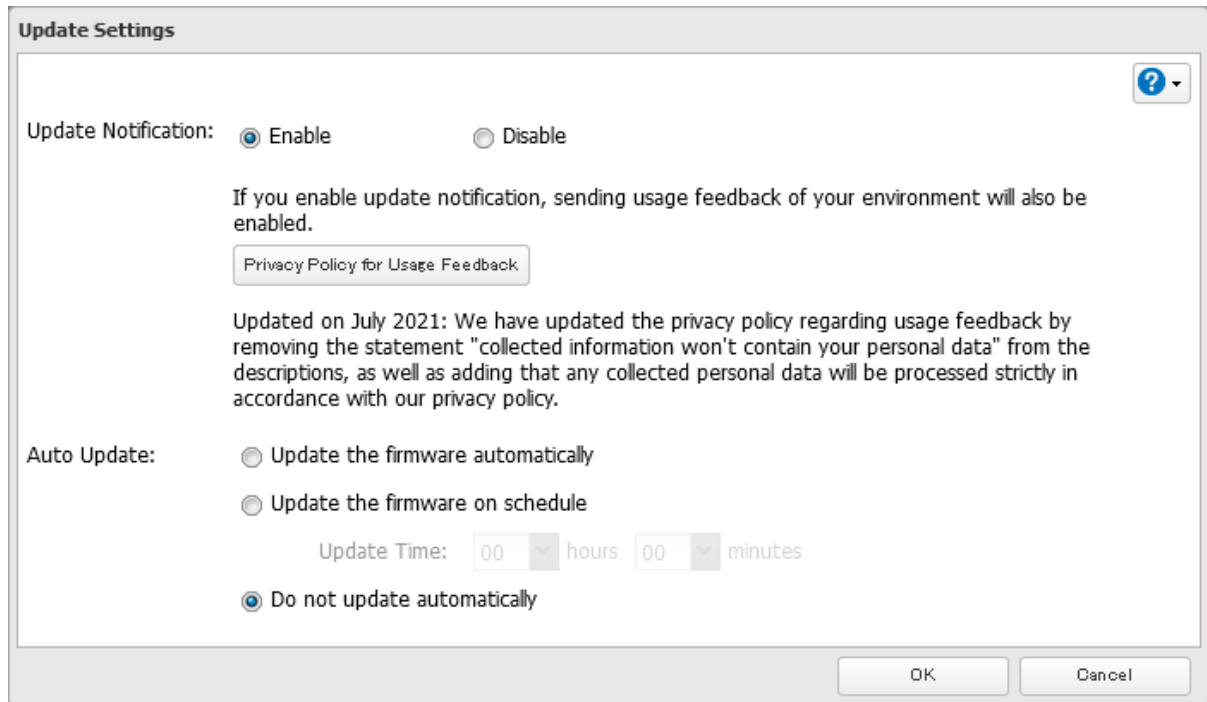 Update Settings
?
Update Notification: Enable Disable
If you enable update notification, sending usage feedback of your environment will also be
enabled.
Privacy Policy for Usage Feedback
Updated on July 2021: We have updated the privacy policy regarding usage feedback by
removing the statement "collected information won't contain your personal data" from the
descriptions, as well as adding that any collected personal data will be processed strictly in
accordance with our privacy policy.
Auto Update: Update the firmware automatically
Update the firmware on schedule
Update Time: 00 hours 00 minutes
Do not update automatically
OK Cancel